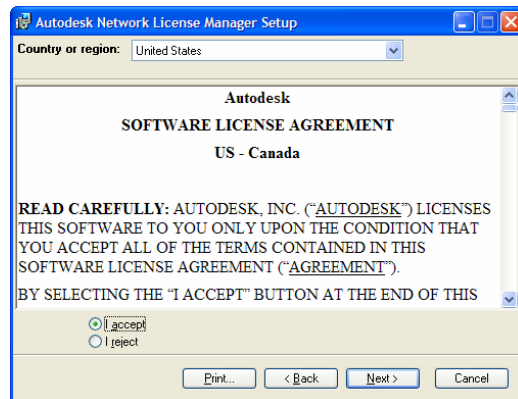 Autodesk Network License Manager Setup
Country or region: United States
Autodesk
SOFTWARE LICENSE AGREEMENT
US - Canada
READ CAREFULLY: AUTODESK, INC. (“AUTODESK”) LICENSES
THIS SOFTWARE TO YOU ONLY UPON THE CONDITION THAT
YOU ACCEPT ALL OF THE TERMS CONTAINED IN THIS
SOFTWARE LICENSE AGREEMENT (“AGREEMENT”).
BY SELECTING THE “I ACCEPT” BUTTON AT THE END OF THIS
I accept
I reject
Print... < Back Next > Cancel